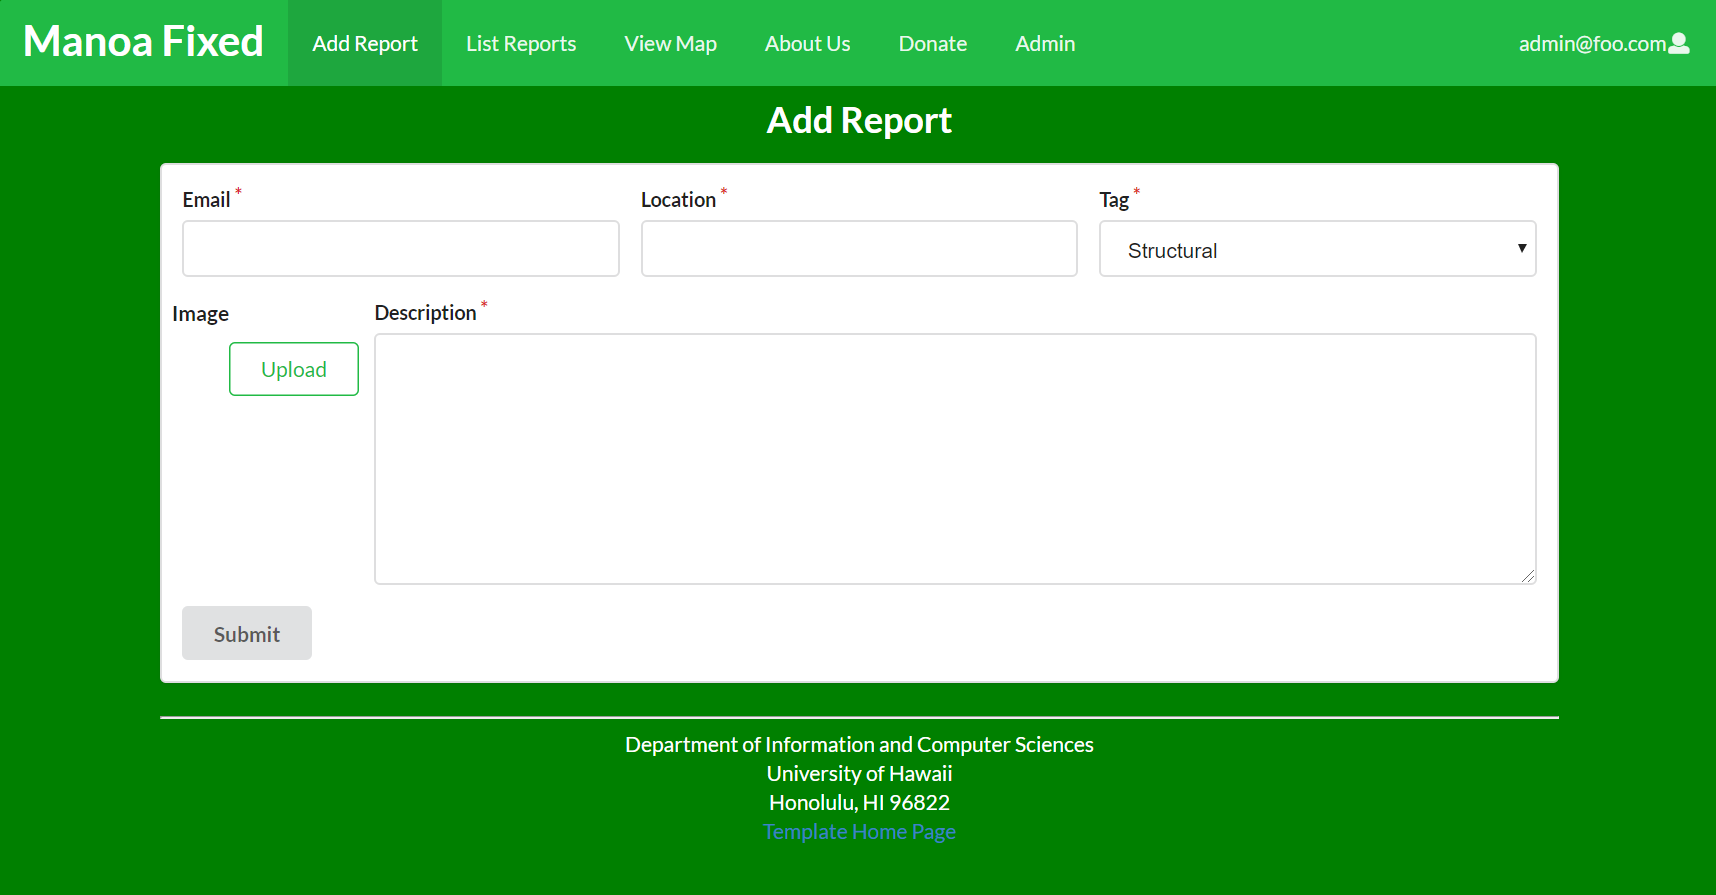 Manoa Fixed Add Report List Reports View Map About Us Donate Admin admin@foo.com
Add Report
Email * Location * Tag *
Structural
Image Description *
Upload
Submit
Department of Information and Computer Sciences
University of Hawaii
Honolulu, HI 96822
Template Home Page